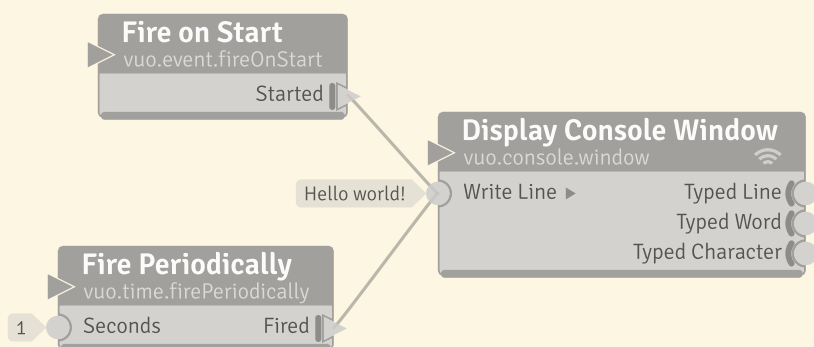 Fire on Start
vuo.event.fireOnStart
Started
Display Console Window
vuo.console.window
Hello world!
Write Line
Typed Line
Typed Word
Typed Character
Fire Periodically
vuo.time.firePeriodically
1
Seconds
Fired